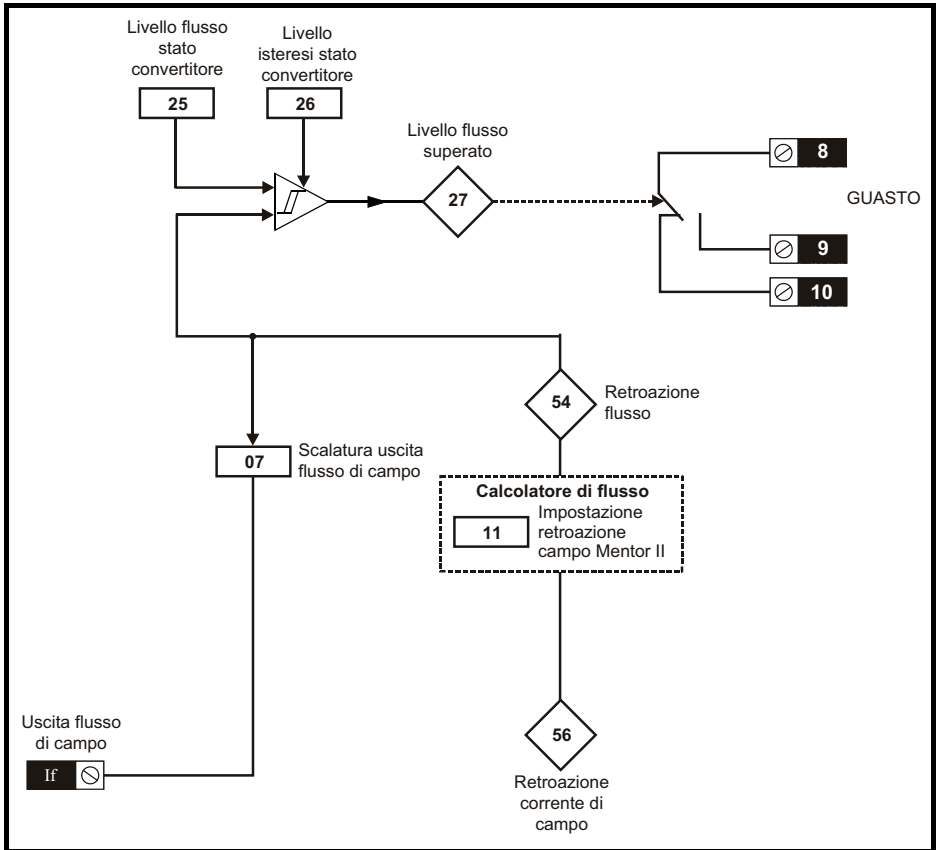 Livello flusso
stato
convertitore
25
Livello
isteresi stato
convertitore
26
Livello flusso
superato
27
8
GUASTO
9
10
54
Retroazione
flusso
07
Scalatura uscita
flusso di campo
Calcolatore di flusso
11
Impostazione
retroazione
campo Mentor II
Uscita flusso
di campo
If
56
Retroazione
corrente di
campo